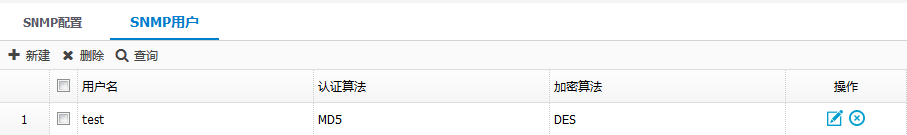 SNMP配置 SNMP用户
新建 删除 查询
用户名 认证算法 加密算法 操作
1 test MD5 DES